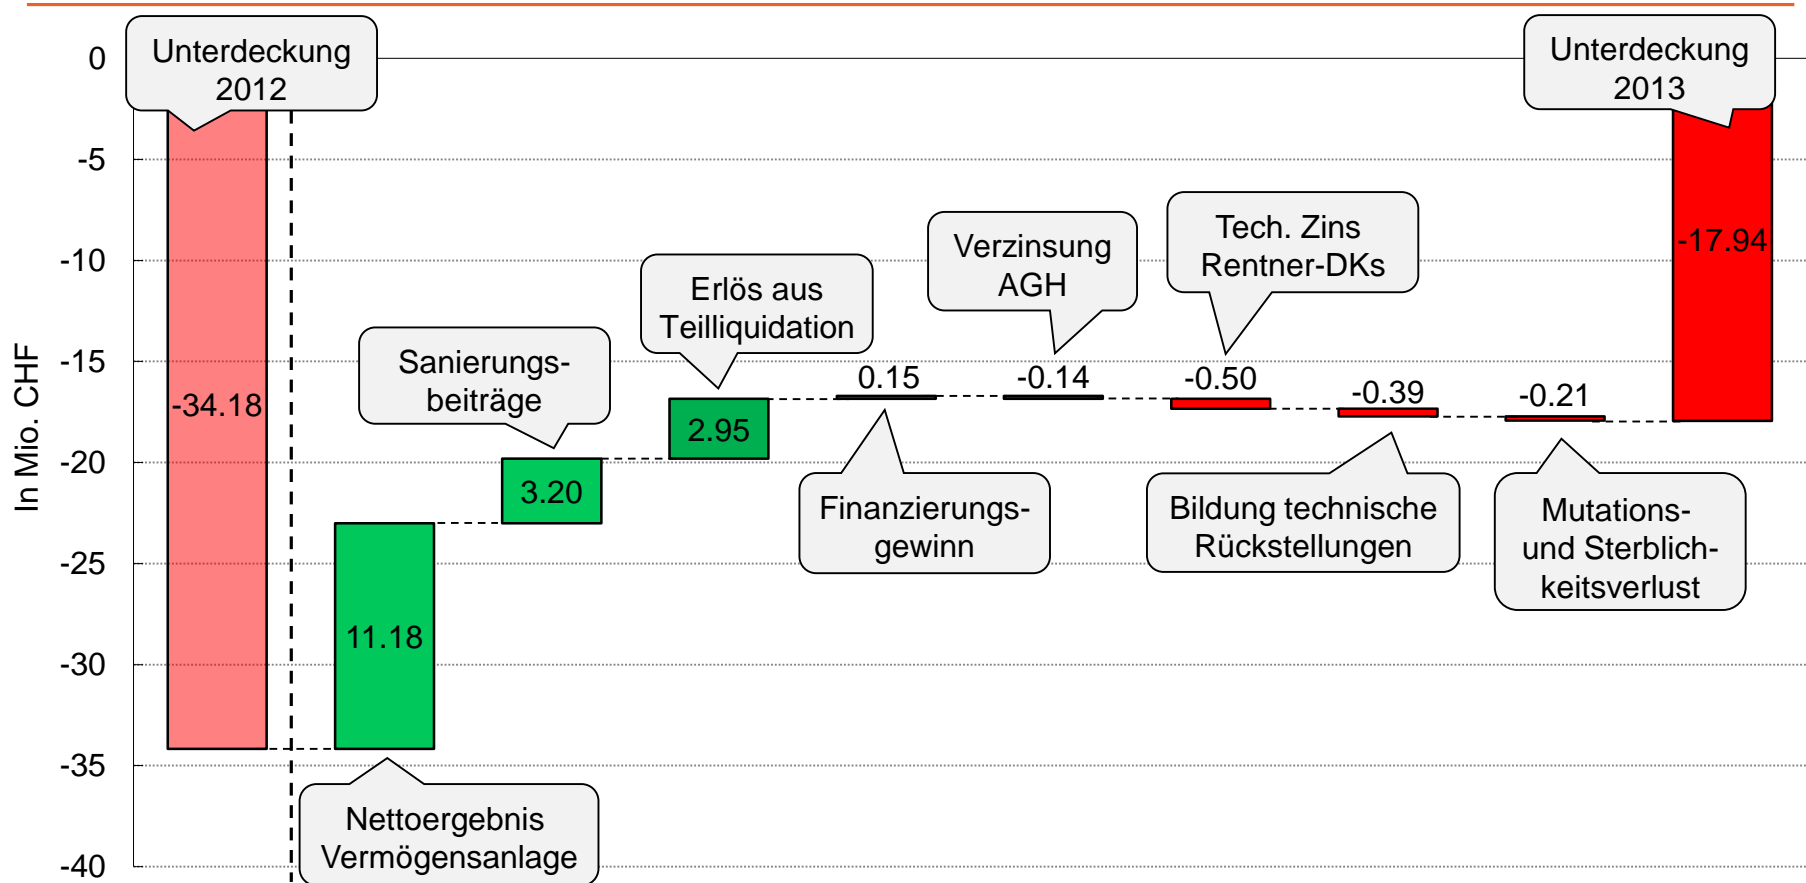 Unterdeckung
2012
Unterdeckung
2013
0
-5
-10
-15
-20
-25
-30
-35
-40
In Mio. CHF
-34.18
11.18
Nettoergebnis
Vermögensanlage
3.20
Sanierungs-
beiträge
2.95
Erlös aus
Teilliquidation
0.15
Finanzierungs-
gewinn
-0.14
Verzinsung
AGH
-0.50
Tech. Zins
Rentner-DKs
-0.39
Bildung technische
Rückstellungen
-0.21
Mutations-
und Sterblich-
keitsverlust
-17.94